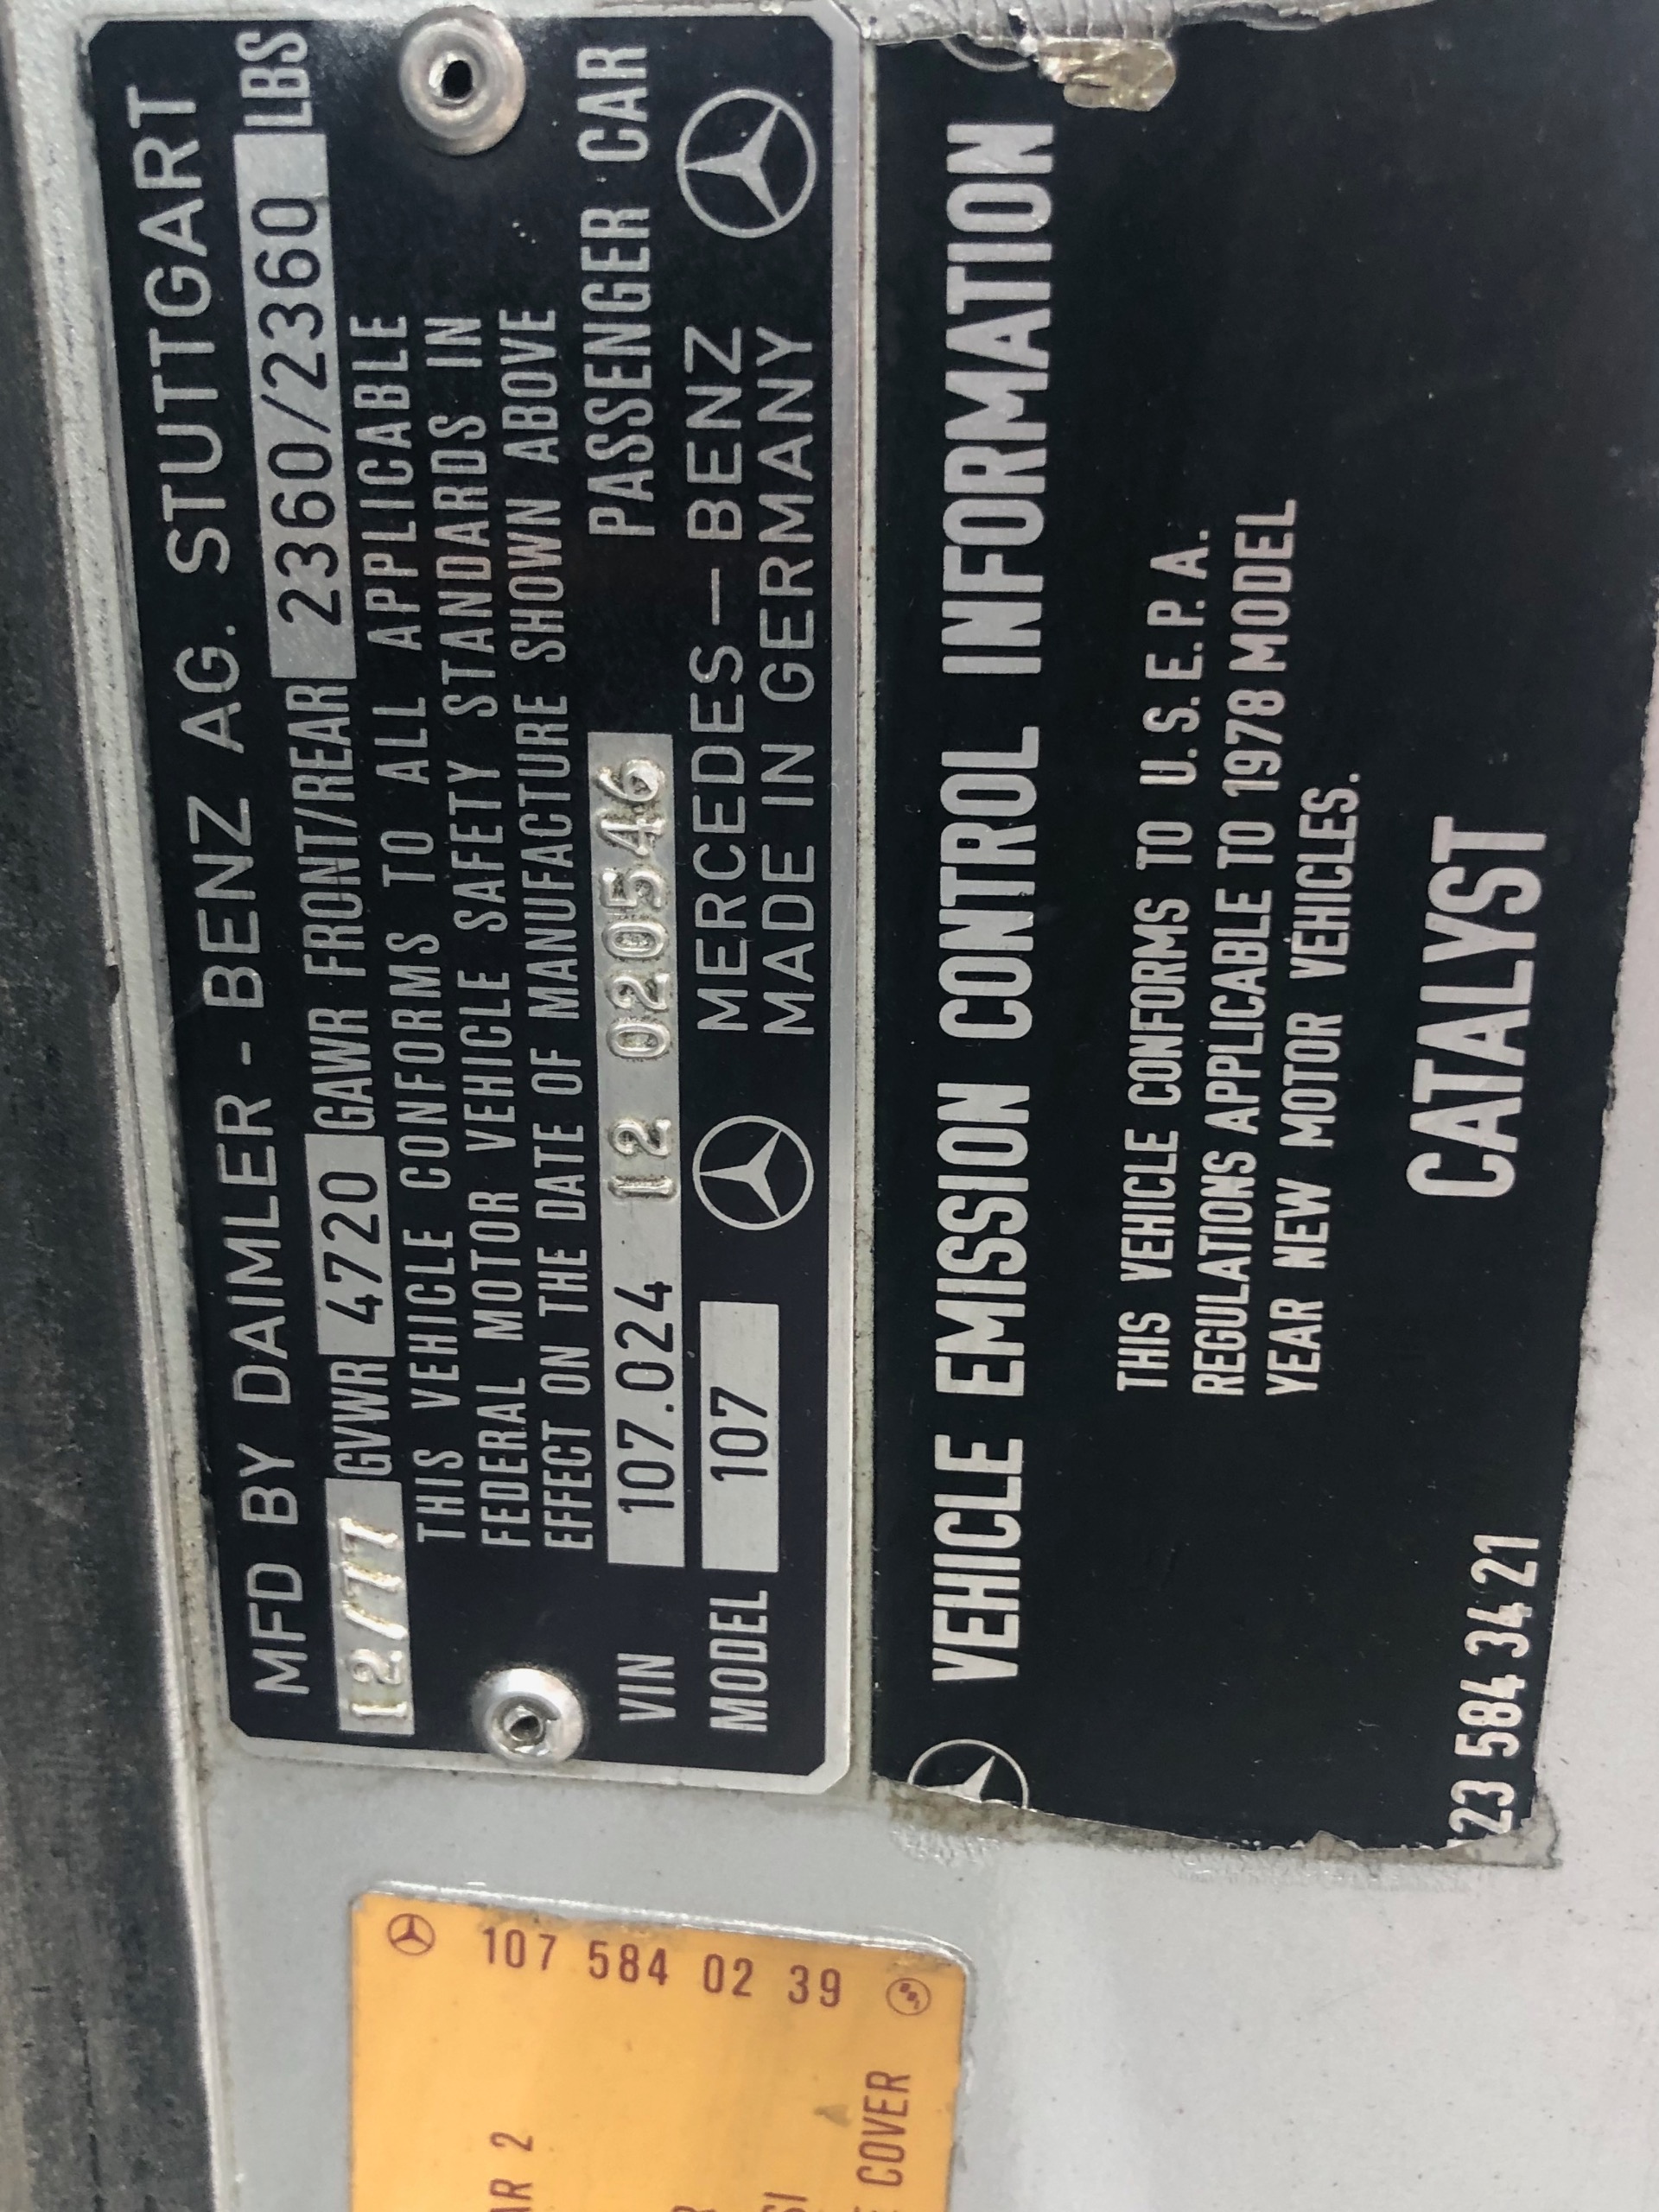 MFD BY DAIMLER - BENZ AG. STUTTGART
12/77 GVWR 4720 GAWR FRONT/REAR 2360/2360 LBS
THIS VEHICLE CONFORMS TO ALL APPLICABLE
FEDERAL MOTOR VEHICLE SAFETY STANDARDS IN
EFFECT ON THE DATE OF MANUFACTURE SHOWN ABOVE
VIN 107.024 12 020546 PASSENGER CAR
MODEL 107 MERCEDES-BENZ
MADE IN GERMANY
VEHICLE EMISSION CONTROL INFORMATION
THIS VEHICLE CONFORMS TO U.S.E.P.A.
REGULATIONS APPLICABLE TO 1978 MODEL
YEAR NEW MOTOR VEHICLES.
CATALYST
23 584 34 21
107 584 02 39
AR 2
R
SI
COVER